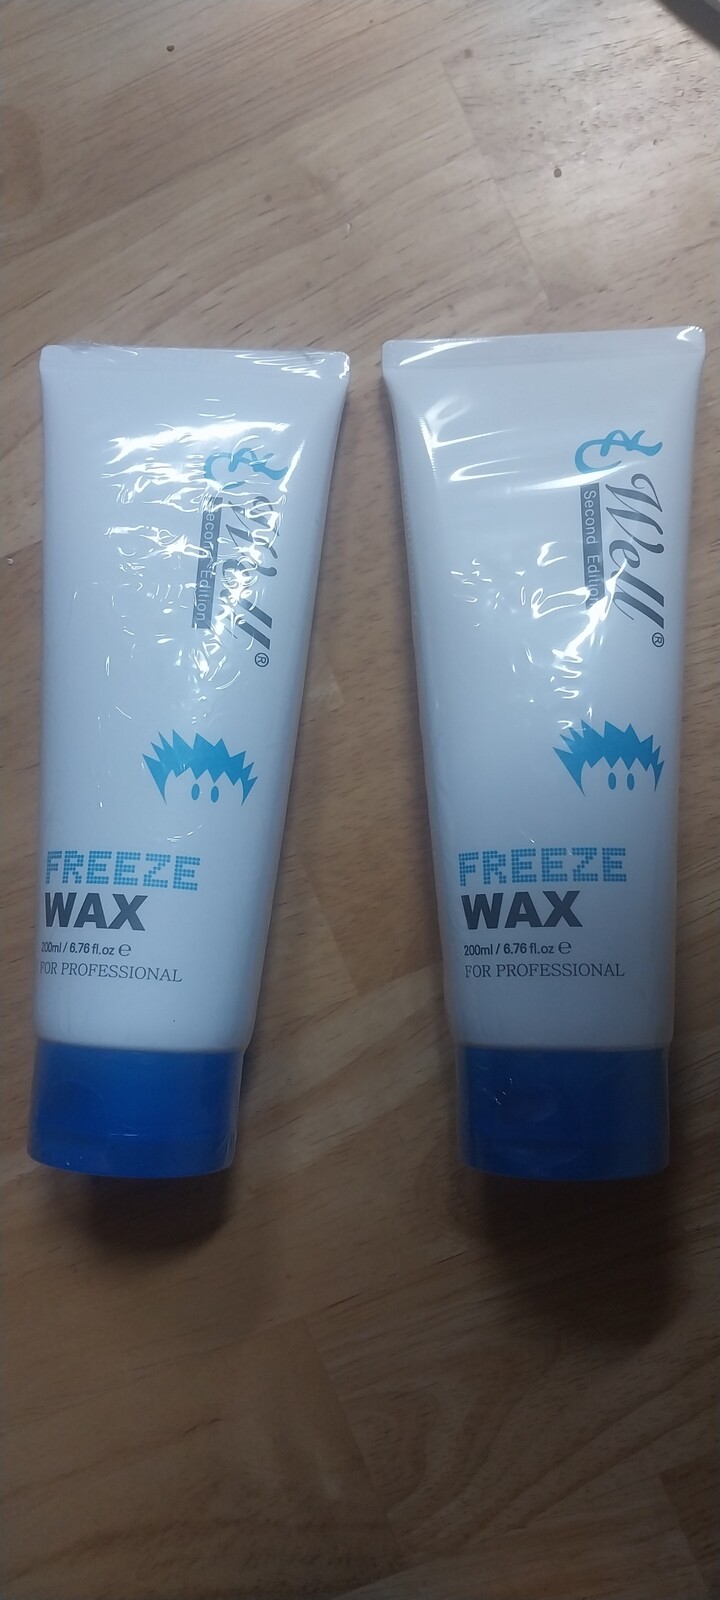 Well®
Second Edition
FREEZE
WAX
200ml / 6.76 fl.oz ℮
FOR PROFESSIONAL
Well®
Second Edition
FREEZE
WAX
200ml / 6.76 fl.oz ℮
FOR PROFESSIONAL